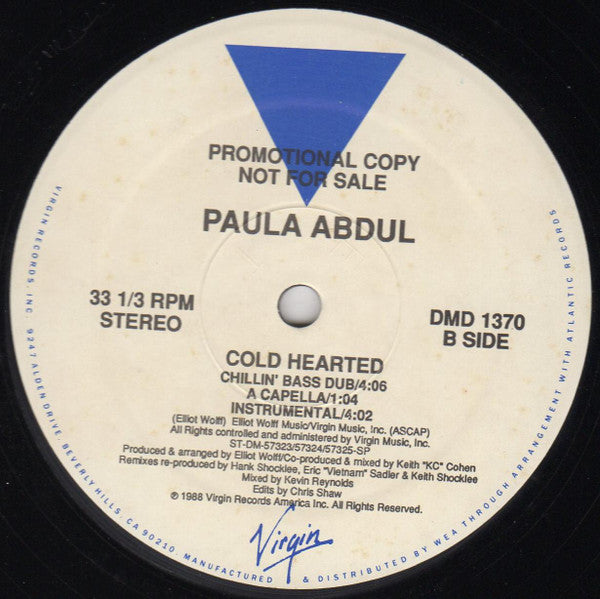 PROMOTIONAL COPY
NOT FOR SALE
PAULA ABDUL
33 1/3 RPM
STEREO
DMD 1370
B SIDE
COLD HEARTED
CHILLIN' BASS DUB/4:06
A CAPELLA/1:04
INSTRUMENTAL/4:02
(Elliot Wolff) Elliot Wolff Music/Virgin Music, Inc. (ASCAP)
All Rights controlled and administered by Virgin Music, Inc.
ST-DM-57323/57324/57325-SP
Produced & arranged by Elliot Wolff/Co-produced & mixed by Keith "KC" Cohen
Remixes re-produced by Hank Shocklee, Eric "Vietnam" Sadler & Keith Shocklee
Mixed by Kevin Reynolds
Edits by Chris Shaw
℗ 1988 Virgin Records America Inc. All Rights Reserved.
Virgin
VIRGIN RECORDS, INC. 9247 ALDEN DRIVE, BEVERLY HILLS, CA 90210. MANUFACTURED & DISTRIBUTED BY WEA THROUGH ARRANGEMENT WITH ATLANTIC RECORDS